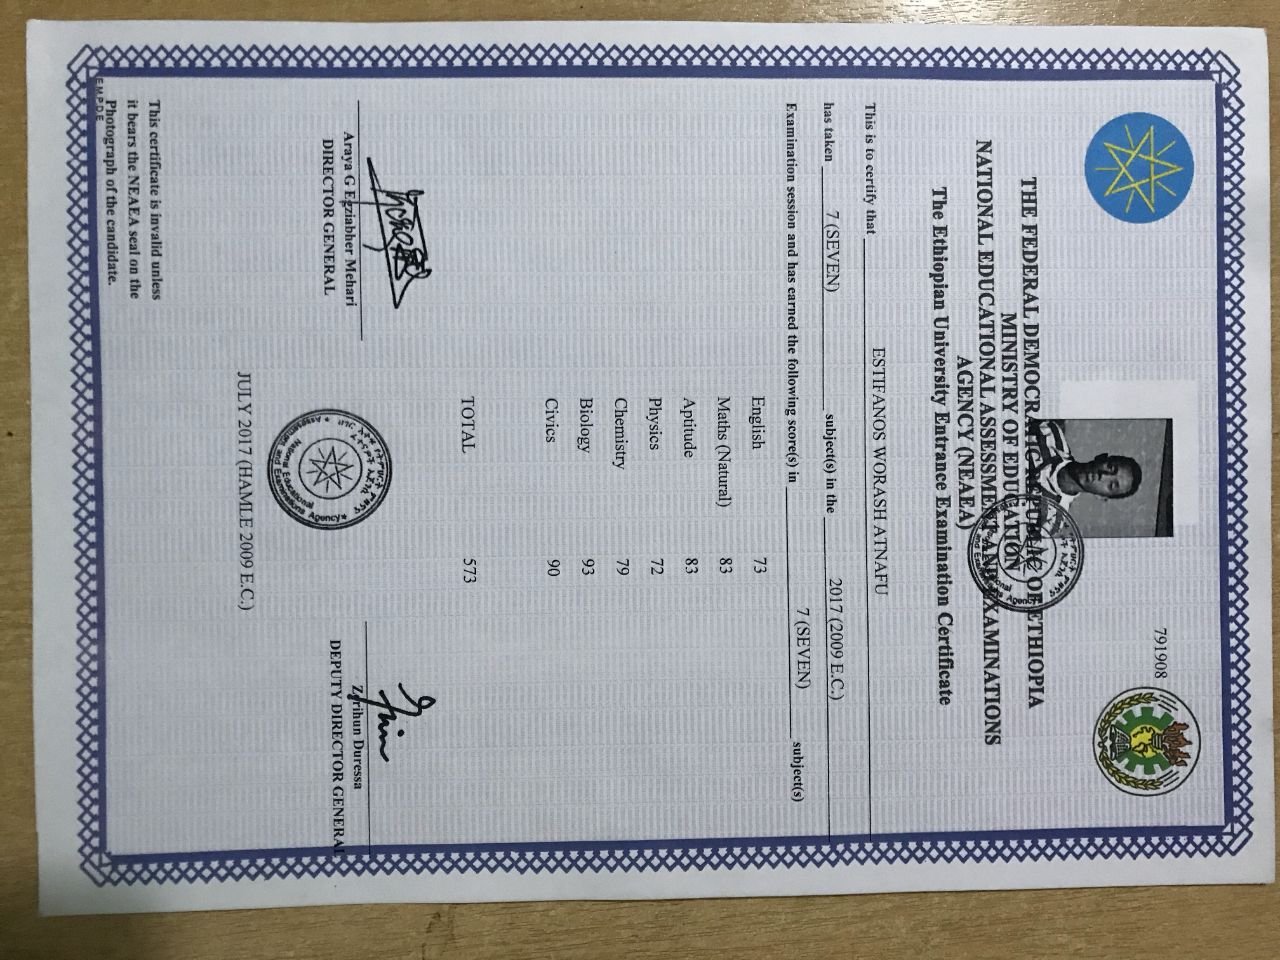 791908
THE FEDERAL DEMOCRATIC REPUBLIC OF ETHIOPIA
MINISTRY OF EDUCATION
NATIONAL EDUCATIONAL ASSESSMENT AND EXAMINATIONS
AGENCY (NEAEA)
The Ethiopian University Entrance Examination Certificate
This is to certify that ESTIFANOS WORASH ATNAFU
has taken 7 (SEVEN) subject(s) in the 2017 (2009 E.C.)
Examination session and has earned the following score(s) in 7 (SEVEN) subject(s)
English 73
Maths (Natural) 83
Aptitude 83
Physics 72
Chemistry 79
Biology 93
Civics 90
TOTAL 573
Araya G Egziabher Mehari Zerihun Duressa
DIRECTOR GENERAL DEPUTY DIRECTOR GENERAL
National Educational
Assessment and Examinations Agency
JULY 2017 (HAMLE 2009 E.C.)
This certificate is invalid unless
it bears the NEAEA seal on the
Photograph of the candidate.
E.M.P.D.E